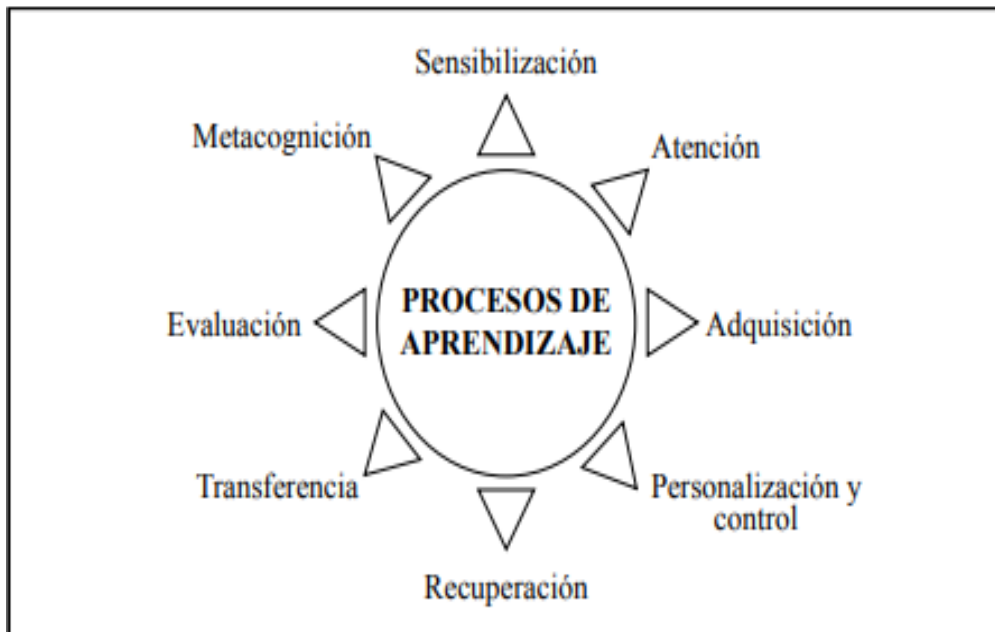 Sensibilización
Metacognición
Atención
PROCESOS DE
APRENDIZAJE
Evaluación
Adquisición
Transferencia
Personalización y
control
Recuperación